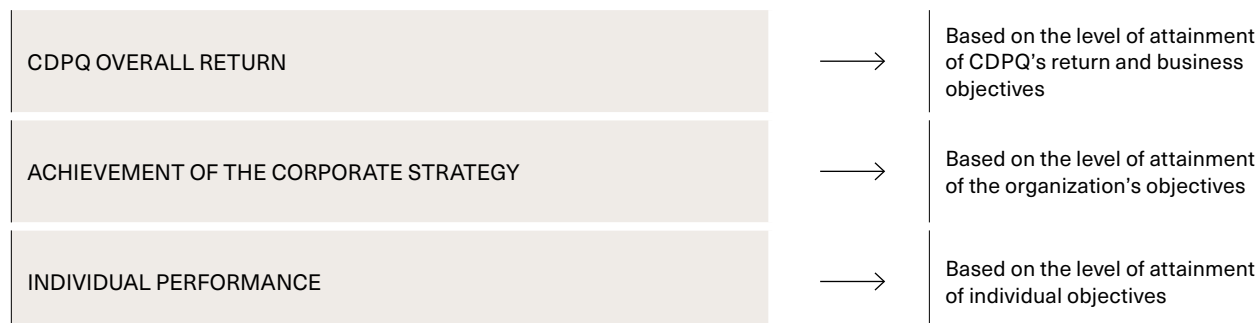 CDPQ OVERALL RETURN
Based on the level of attainment
of CDPQ’s return and business
objectives
ACHIEVEMENT OF THE CORPORATE STRATEGY
Based on the level of attainment
of the organization’s objectives
INDIVIDUAL PERFORMANCE
Based on the level of attainment
of individual objectives